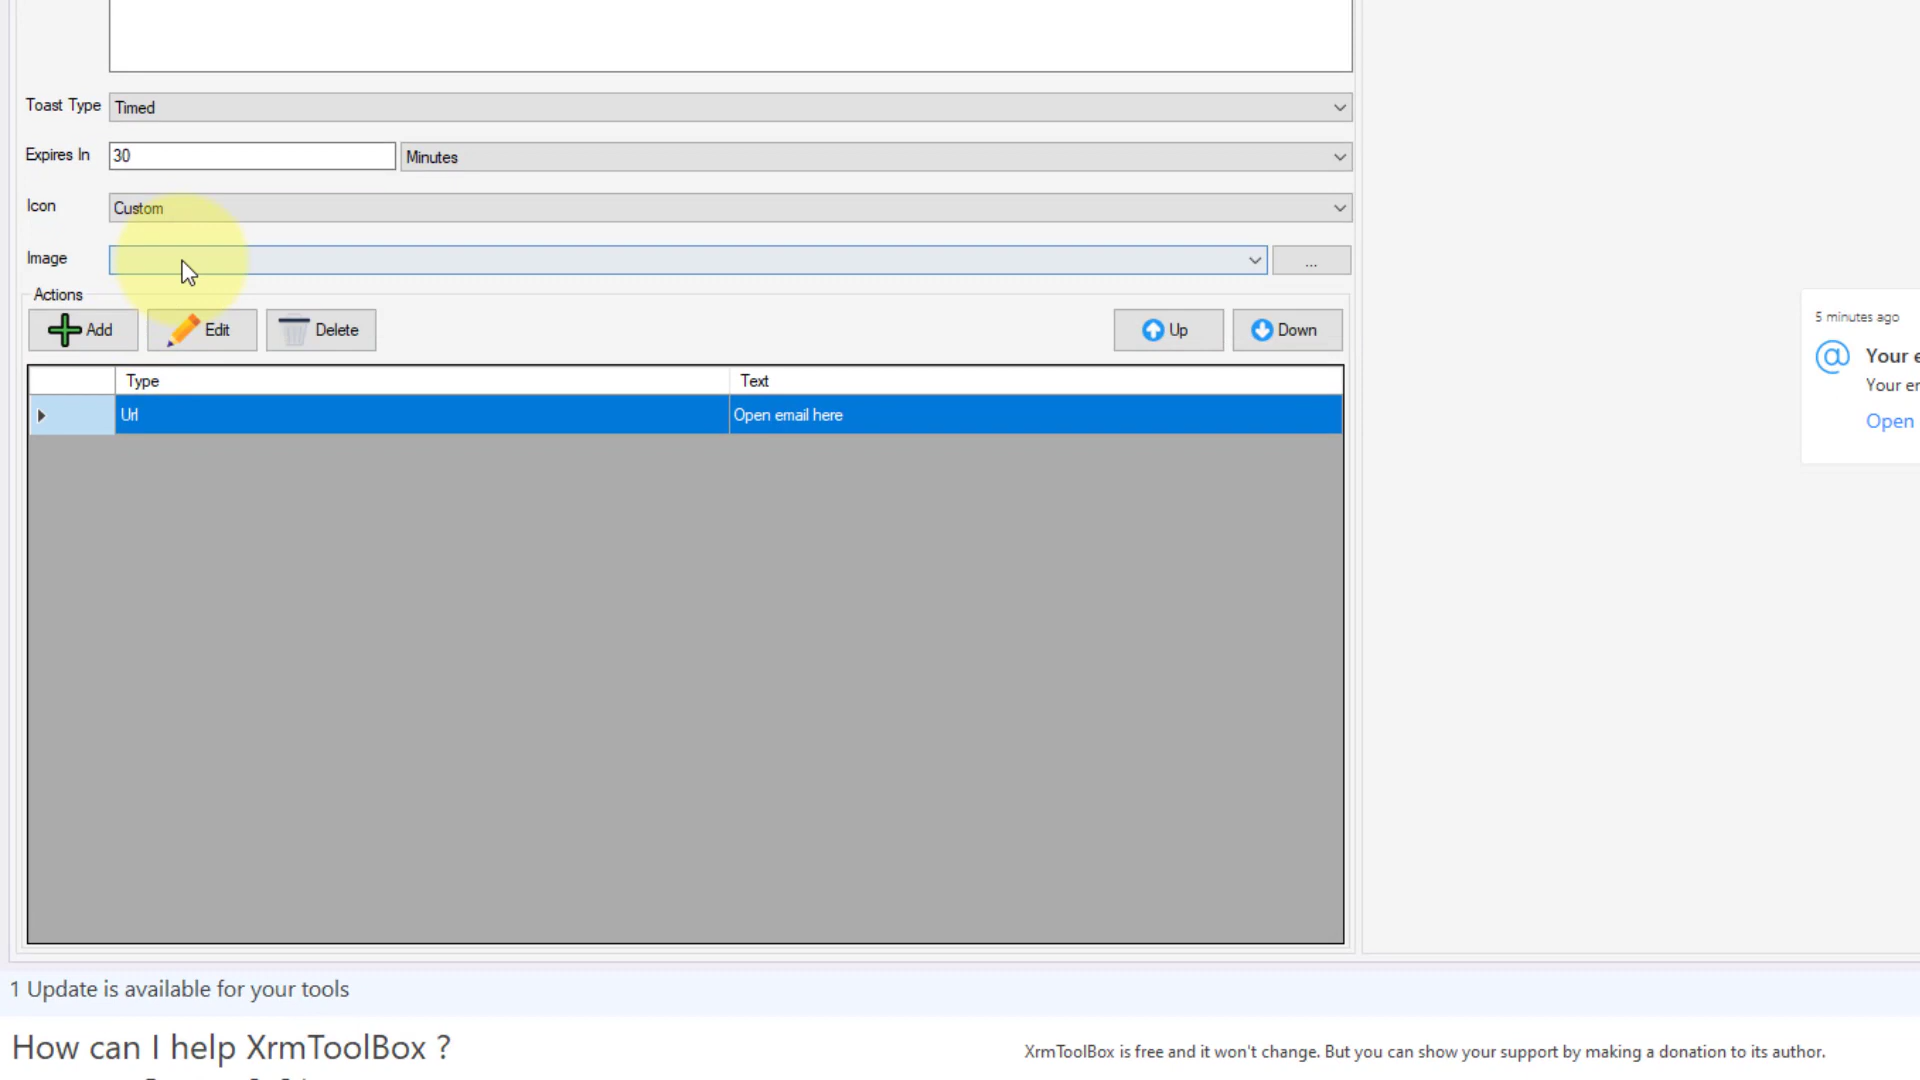 Toast Type Timed
Expires In 30 Minutes
Icon Custom
Image ...
Actions
Add Edit Delete Up Down
Type Text
Url Open email here
5 minutes ago
@ Your
Your
Open
1 Update is available for your tools
How can I help XrmToolBox ?
XrmToolBox is free and it won't change. But you can show your support by making a donation to its author.